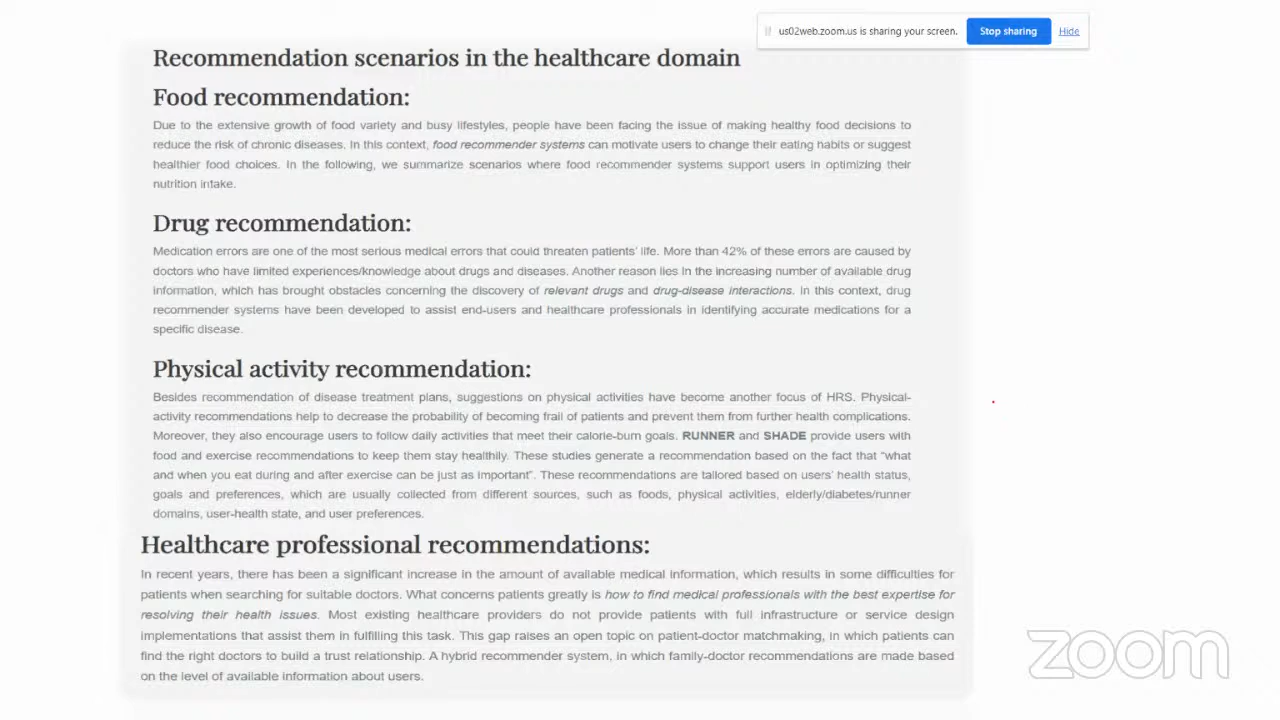 us02web.zoom.us is sharing your screen.
Stop sharing
Hide
Recommendation scenarios in the healthcare domain
Food recommendation:
Due to the extensive growth of food variety and busy lifestyles, people have been facing the issue of making healthy food decisions to
reduce the risk of chronic diseases. In this context, food recommender systems can motivate users to change their eating habits or suggest
healthier food choices. In the following, we summarize scenarios where food recommender systems support users in optimizing their
nutrition intake.
Drug recommendation:
Medication errors are one of the most serious medical errors that could threaten patients' life. More than 42% of these errors are caused by
doctors who have limited experiences/knowledge about drugs and diseases. Another reason lies in the increasing number of available drug
information, which has brought obstacles concerning the discovery of relevant drugs and drug-disease interactions. In this context, drug
recommender systems have been developed to assist end-users and healthcare professionals in identifying accurate medications for a
specific disease.
Physical activity recommendation:
Besides recommendation of disease treatment plans, suggestions on physical activities have become another focus of HRS. Physical-
activity recommendations help to decrease the probability of becoming frail of patients and prevent them from further health complications.
Moreover, they also encourage users to follow daily activities that meet their calorie-burn goals. RUNNER and SHADE provide users with
food and exercise recommendations to keep them stay healthily. These studies generate a recommendation based on the fact that "what
and when you eat during and after exercise can be just as important". These recommendations are tailored based on users' health status,
goals and preferences, which are usually collected from different sources, such as foods, physical activities, elderly/diabetes/runner
domains, user-health state, and user preferences.
Healthcare professional recommendations:
In recent years, there has been a significant increase in the amount of available medical information, which results in some difficulties for
patients when searching for suitable doctors. What concerns patients greatly is how to find medical professionals with the best expertise for
resolving their health issues. Most existing healthcare providers do not provide patients with full infrastructure or service design
implementations that assist them in fulfilling this task. This gap raises an open topic on patient-doctor matchmaking, in which patients can
find the right doctors to build a trust relationship. A hybrid recommender system, in which family-doctor recommendations are made based
on the level of available information about users.
zoom